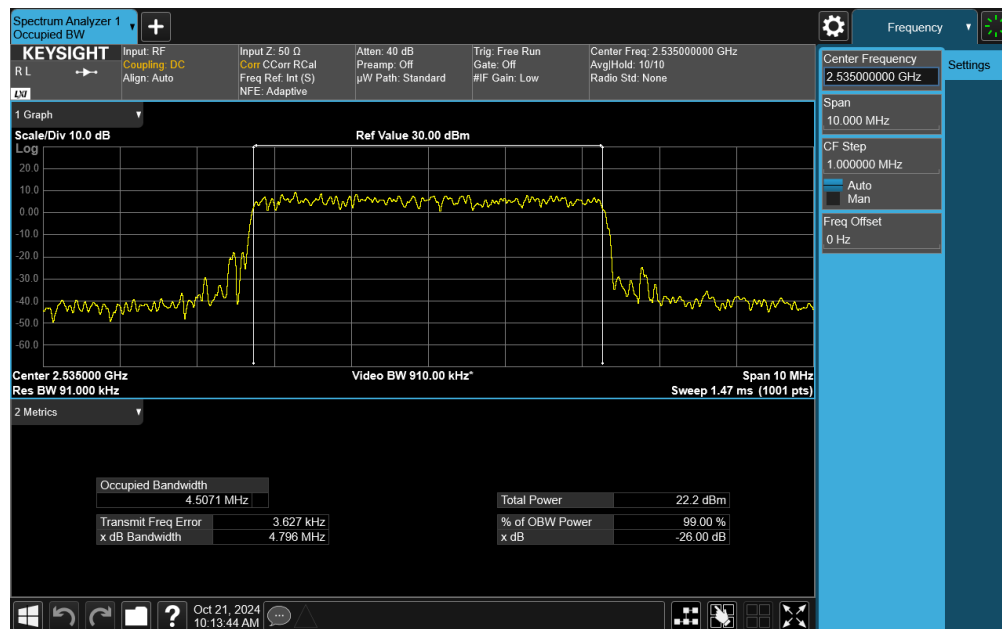 Spectrum Analyzer 1
Occupied BW
Frequency
KEYSIGHT
R L
LXI
Input: RF
Coupling: DC
Align: Auto
Input Z: 50 Ω
Corr CCorr RCal
Freq Ref: Int (S)
NFE: Adaptive
Atten: 40 dB
Preamp: Off
µW Path: Standard
Trig: Free Run
Gate: Off
#IF Gain: Low
Center Freq: 2.535000000 GHz
Avg|Hold: 10/10
Radio Std: None
Center Frequency
2.535000000 GHz
Settings
Span
10.000 MHz
CF Step
1.000000 MHz
Auto
Man
Freq Offset
0 Hz
1 Graph
Scale/Div 10.0 dB
Ref Value 30.00 dBm
Log
20.0
10.0
0.00
-10.0
-20.0
-30.0
-40.0
-50.0
-60.0
Center 2.535000 GHz
Video BW 910.00 kHz*
Span 10 MHz
Res BW 91.000 kHz
Sweep 1.47 ms (1001 pts)
2 Metrics
Occupied Bandwidth
4.5071 MHz
Total Power 22.2 dBm
Transmit Freq Error 3.627 kHz
% of OBW Power 99.00 %
x dB Bandwidth 4.796 MHz
x dB -26.00 dB
Oct 21, 2024
10:13:44 AM